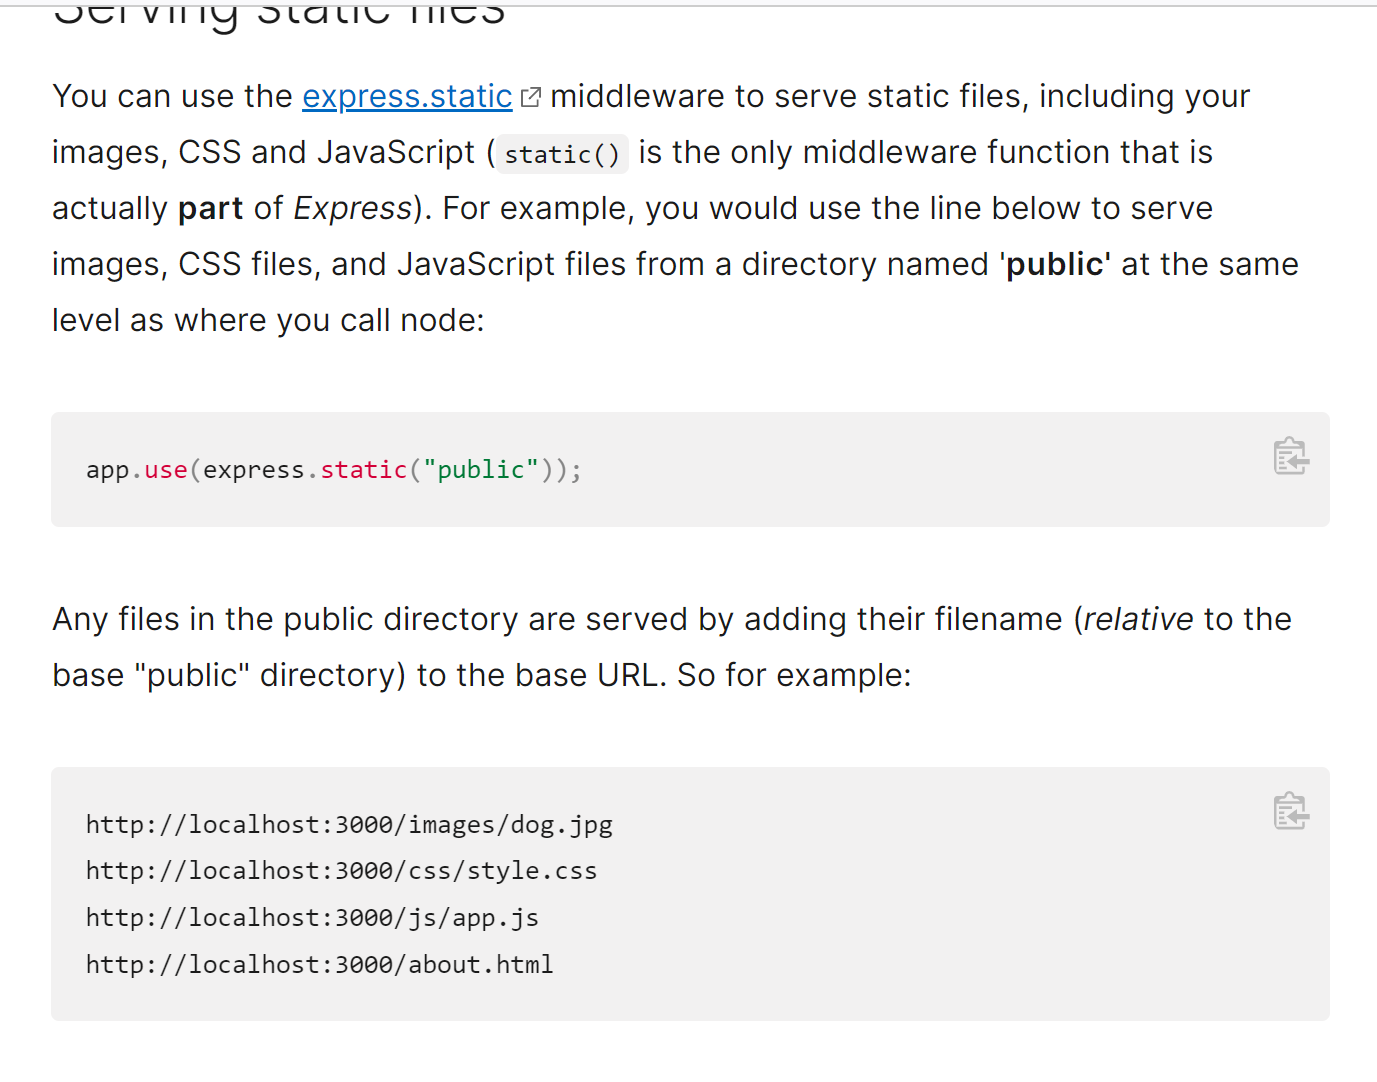 Serving static files
You can use the express.static middleware to serve static files, including your
images, CSS and JavaScript ( static() is the only middleware function that is
actually part of Express). For example, you would use the line below to serve
images, CSS files, and JavaScript files from a directory named 'public' at the same
level as where you call node:
app.use(express.static("public"));
Any files in the public directory are served by adding their filename (relative to the
base "public" directory) to the base URL. So for example:
http://localhost:3000/images/dog.jpg
http://localhost:3000/css/style.css
http://localhost:3000/js/app.js
http://localhost:3000/about.html